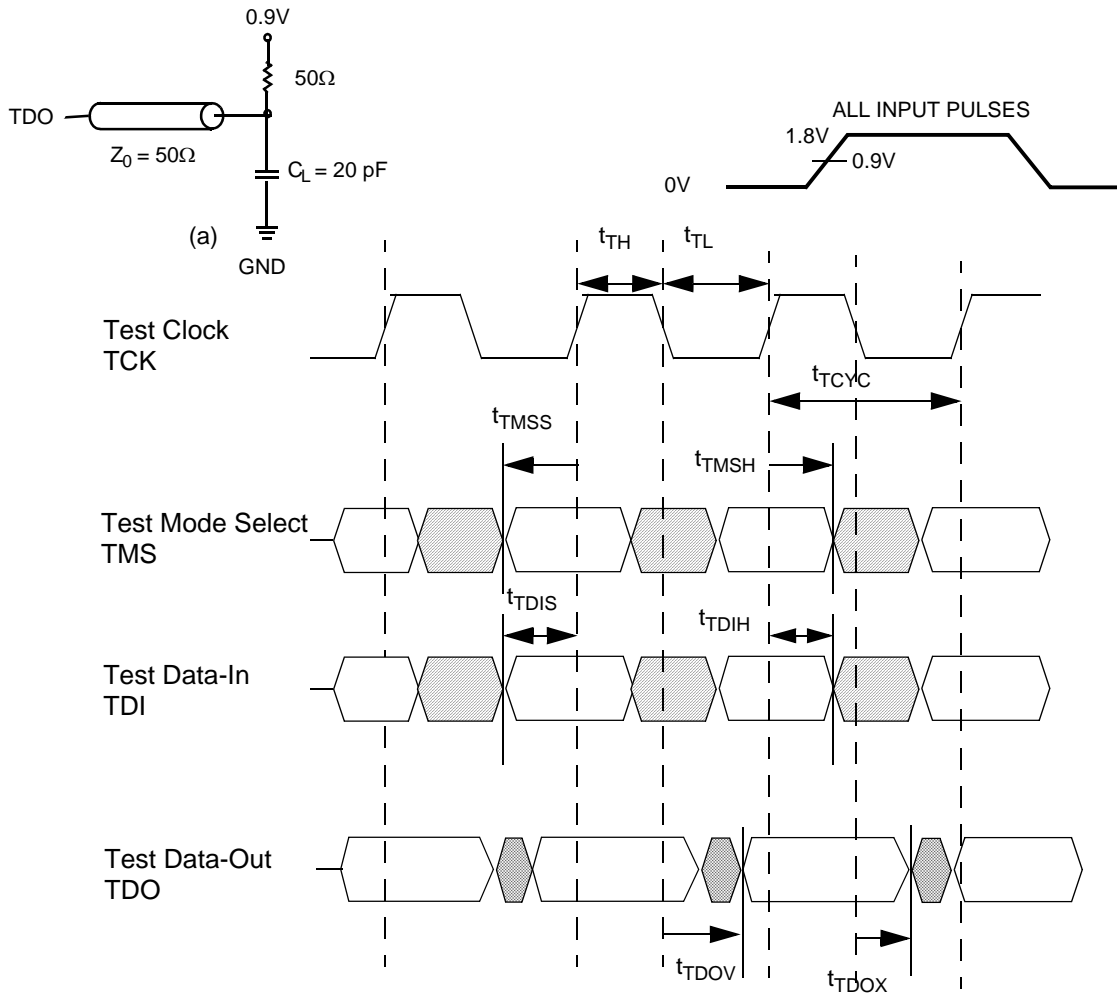 0.9V
50Ω
TDO
Z0 = 50Ω
CL = 20 pF
(a)
GND
ALL INPUT PULSES
1.8V
0.9V
0V
tTH
tTL
Test Clock
TCK
tTCYC
tTMSS
tTMSH
Test Mode Select
TMS
tTDIS
tTDIH
Test Data-In
TDI
Test Data-Out
TDO
tTDOV
tTDOX